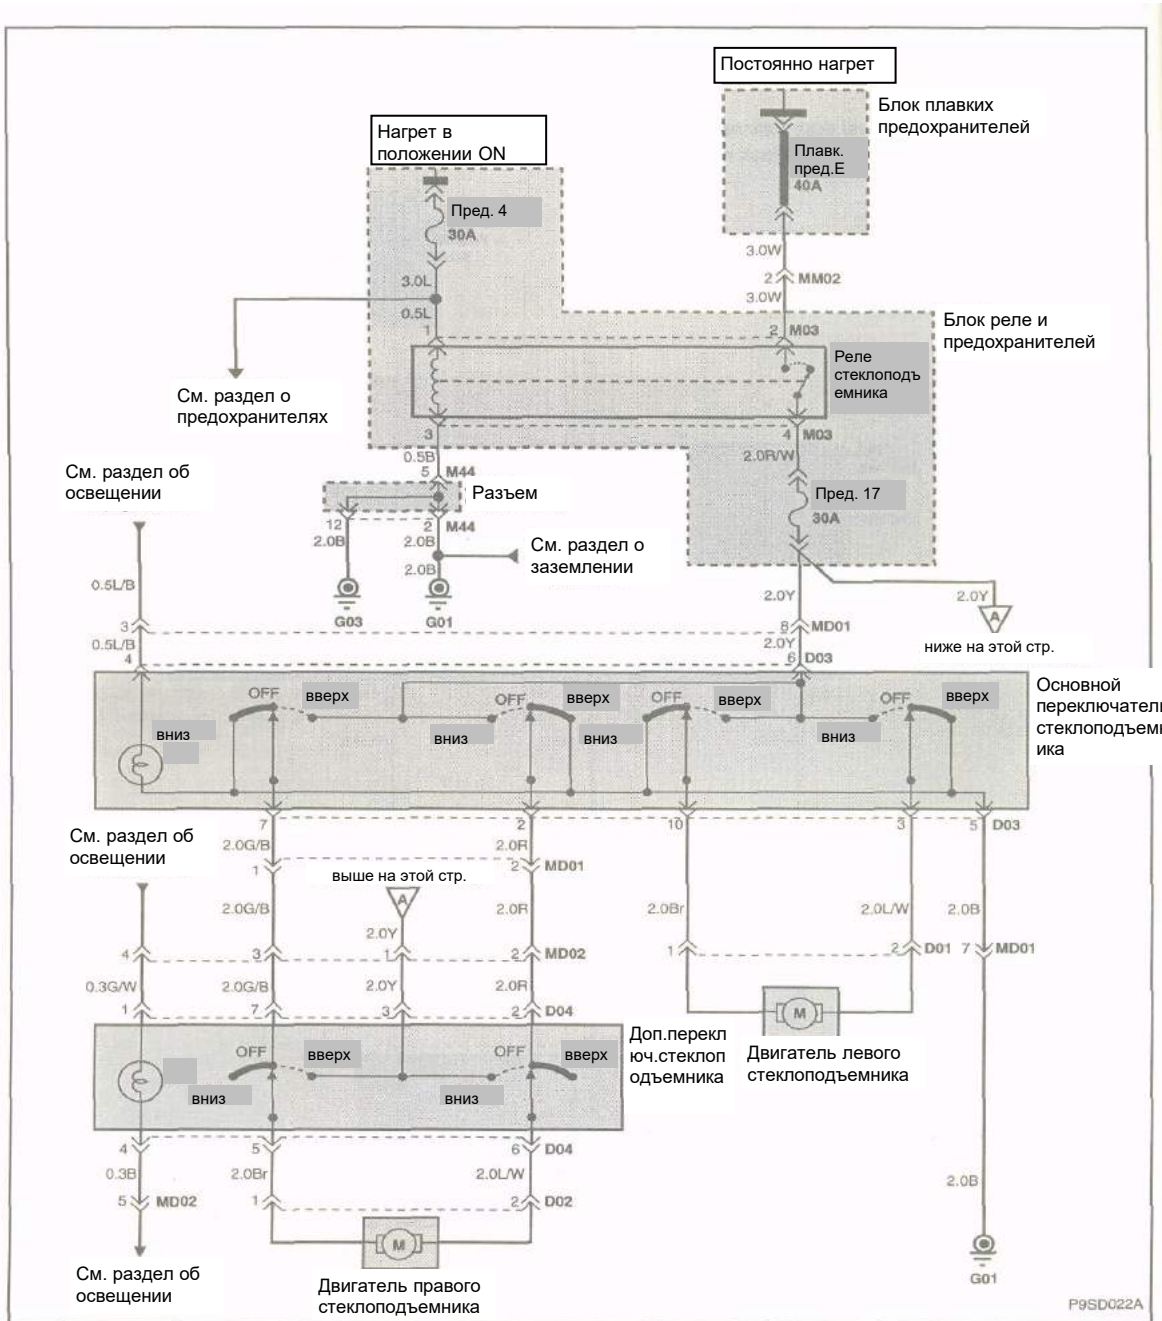 Постоянно нагрет
Блок плавких
предохранителей
Нагрет в
положении ON
Плавк.
пред.Е
40A
Пред. 4
30A
3.0W
2 MM02
3.0L
3.0W
0.5L
1
2 M03
Блок реле и
предохранителей
Реле
стеклоподъ
емника
См. раздел о
предохранителях
3
4 M03
0.5B
2.0R/W
5 M44
См. раздел об
освещении
Разъем
Пред. 17
30A
12
2 M44
2.0B
2.0B
См. раздел о
заземлении
2.0B
0.5L/B
2.0Y
2.0Y
A
G03
G01
3
8 MD01
0.5L/B
2.0Y
ниже на этой стр.
4
6 D03
OFF
вверх
OFF
вверх
OFF
вверх
OFF
вверх
вниз
вниз
вниз
вниз
Основной
переключатель
стеклоподъемн
ика
7
2
10
3
5 D03
См. раздел об
освещении
2.0G/B
2.0R
1
2 MD01
выше на этой стр.
A
2.0G/B
2.0R
2.0Br
2.0L/W
2.0B
2.0Y
4
3
1
2 MD02
1
2 D01
7 MD01
0.3G/W
2.0G/B
2.0Y
2.0R
1
7
3
2 D04
M
OFF
вверх
OFF
вверх
вниз
вниз
Доп.перекл
юч.стеклоп
одъемника
Двигатель левого
стеклоподъемника
4
5
6 D04
0.3B
2.0Br
2.0L/W
2.0B
5 MD02
1
2 D02
M
См. раздел об
освещении
Двигатель правого
стеклоподъемника
G01
P9SD022A